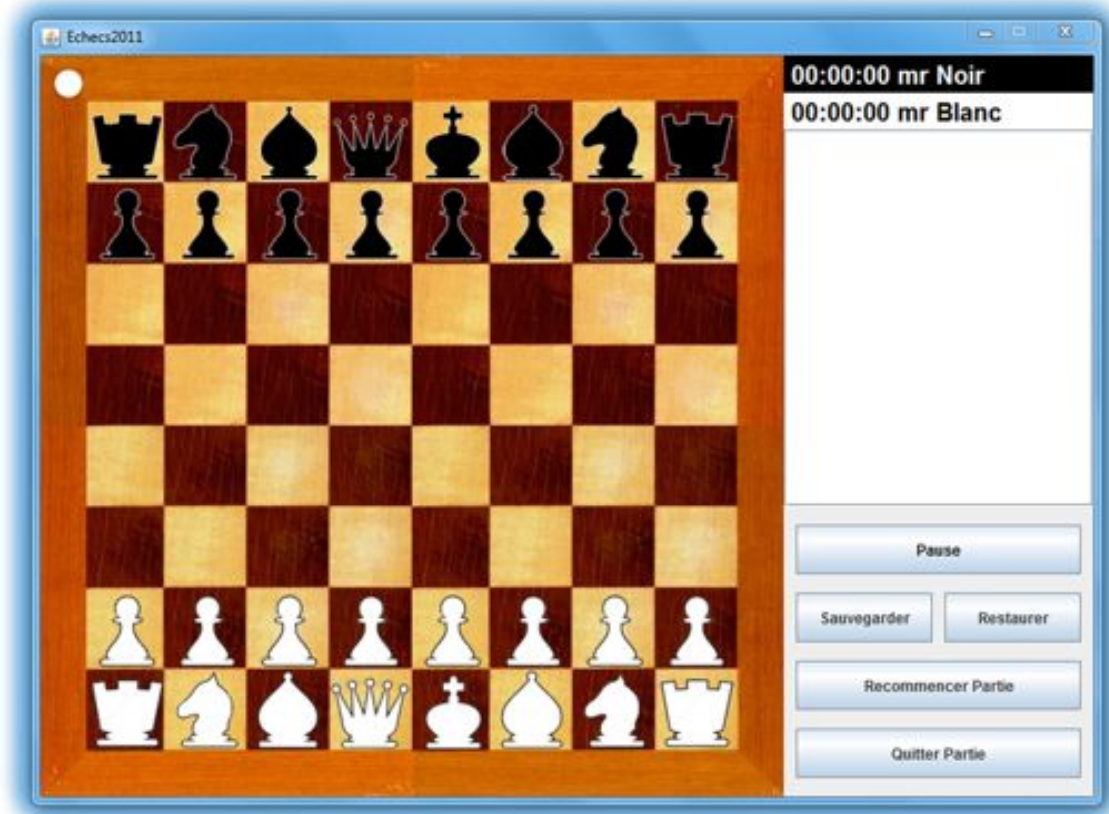 Echecs2011
00:00:00 mr Noir
00:00:00 mr Blanc
Pause
Sauvegarder
Restaurer
Recommencer Partie
Quitter Partie